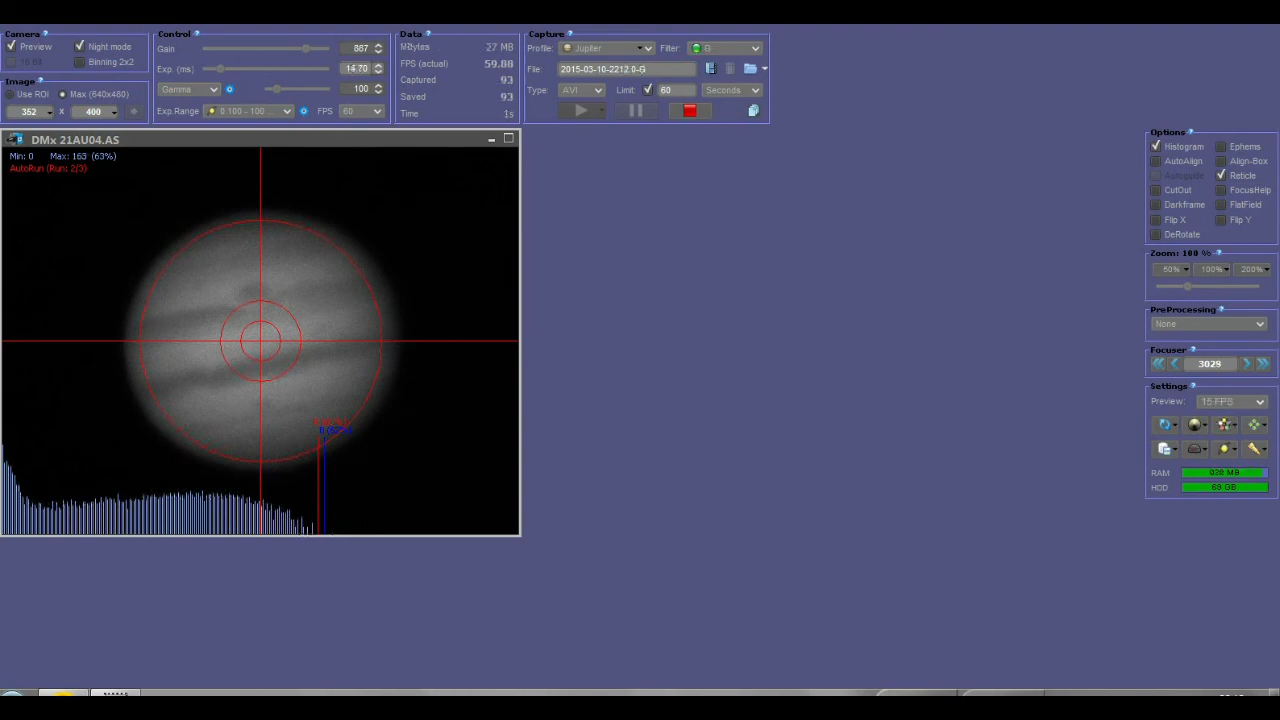 Camera ? Control ? Data ? Capture ?
Preview Night mode Gain 887 MBytes 27 MB Profile: Jupiter Filter: G
Binning 2x2 Exp. (ms) 14.70 FPS (actual) 59.88 File: 2015-03-10-2212.0-G
Image ? Captured 93
Use ROI Max (640x480) Gamma 100 Saved 93 Type: AVI Limit: 60 Seconds
352 x 400 Exp.Range 0.100 - 100 FPS 60 Time 1s
DMx 21AU04.AS
Min: 0 Max: 163 (63%)
AutoRun (Run: 2/3)
Options ?
Histogram Ephems
AutoAlign Align-Box
Autoguide Reticle
CutOut FocusHelp
Darkframe FlatField
Flip X Flip Y
DeRotate
Zoom: 100 % ?
50% 100% 200%
PreProcessing
None
Focuser ?
3029
Settings ?
Preview: 15 FPS
RAM
HDD 69 GB